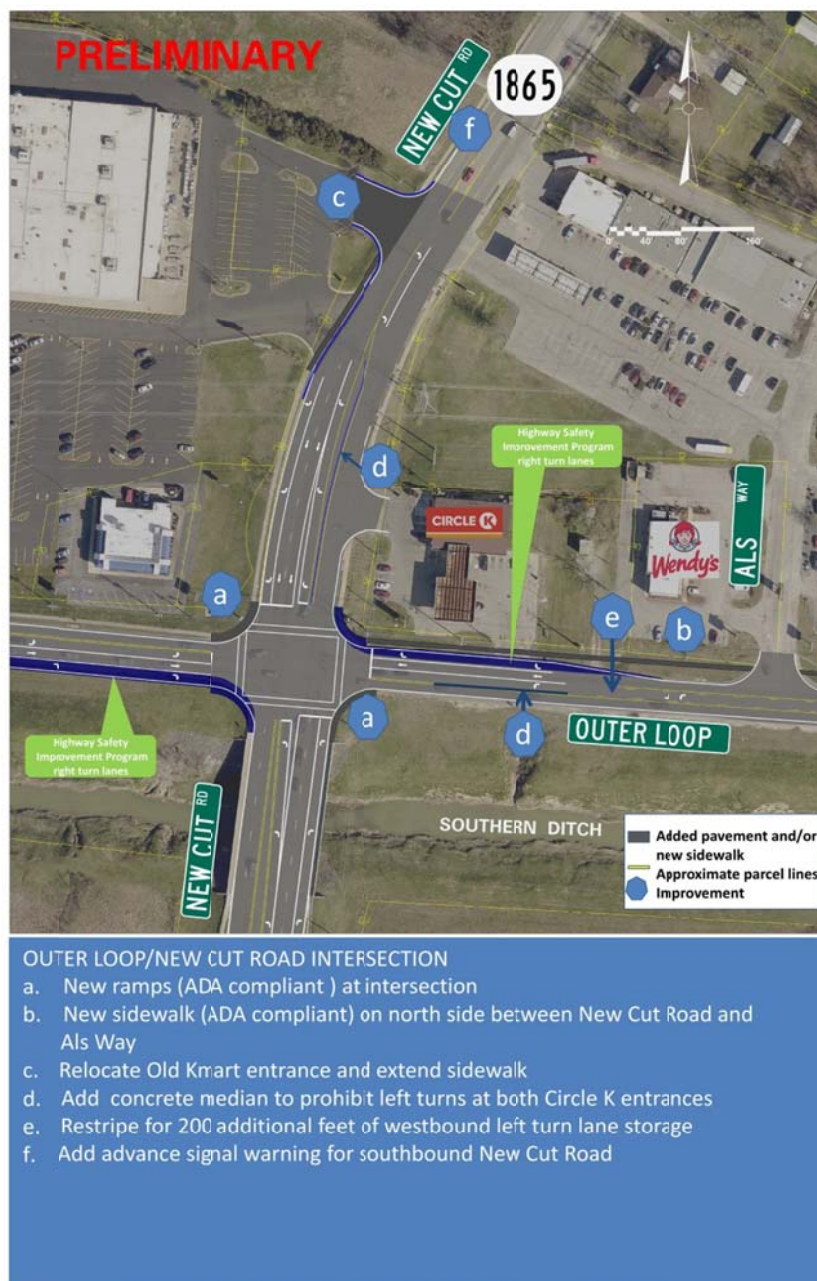 PRELIMINARY
NEW CUT RD
1865
f
c
0' 40' 80' 160'
Highway Safety
Improvement Program
right turn lanes
d
CIRCLE K
Wendy's
ALS WAY
a
e
b
a
d
OUTER LOOP
Highway Safety
Improvement Program
right turn lanes
NEW CUT RD
SOUTHERN DITCH
Added pavement and/or
new sidewalk
Approximate parcel lines
Improvement
OUTER LOOP/NEW CUT ROAD INTERSECTION
a. New ramps (ADA compliant ) at intersection
b. New sidewalk (ADA compliant) on north side between New Cut Road and
Als Way
c. Relocate Old Kmart entrance and extend sidewalk
d. Add concrete median to prohibit left turns at both Circle K entrances
e. Restripe for 200 additional feet of westbound left turn lane storage
f. Add advance signal warning for southbound New Cut Road